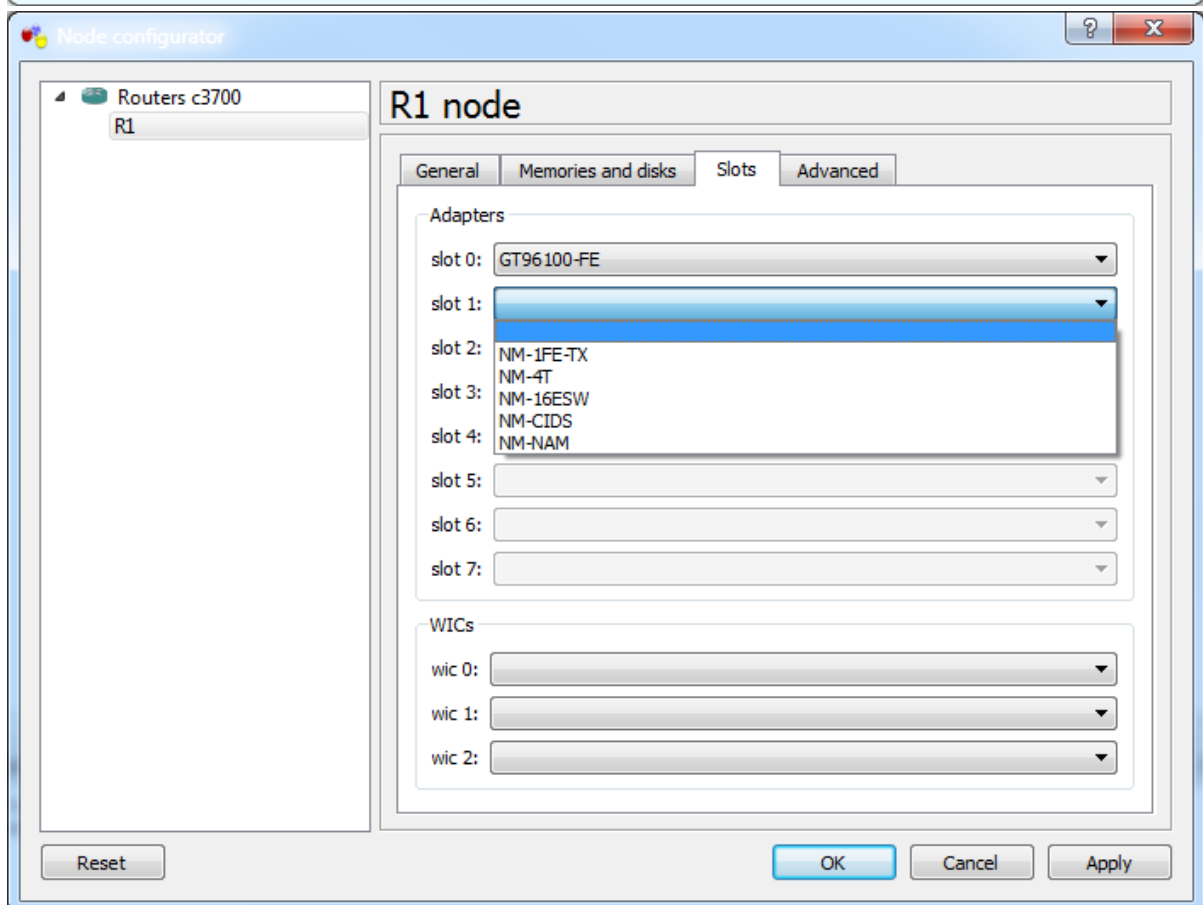 Node configurator
Routers c3700
R1
R1 node
General Memories and disks Slots Advanced
Adapters
slot 0: GT96100-FE
slot 1:
slot 2:
NM-1FE-TX
NM-4T
slot 3:
NM-16ESW
NM-CIDS
slot 4:
NM-NAM
slot 5:
slot 6:
slot 7:
WICs
wic 0:
wic 1:
wic 2:
Reset OK Cancel Apply